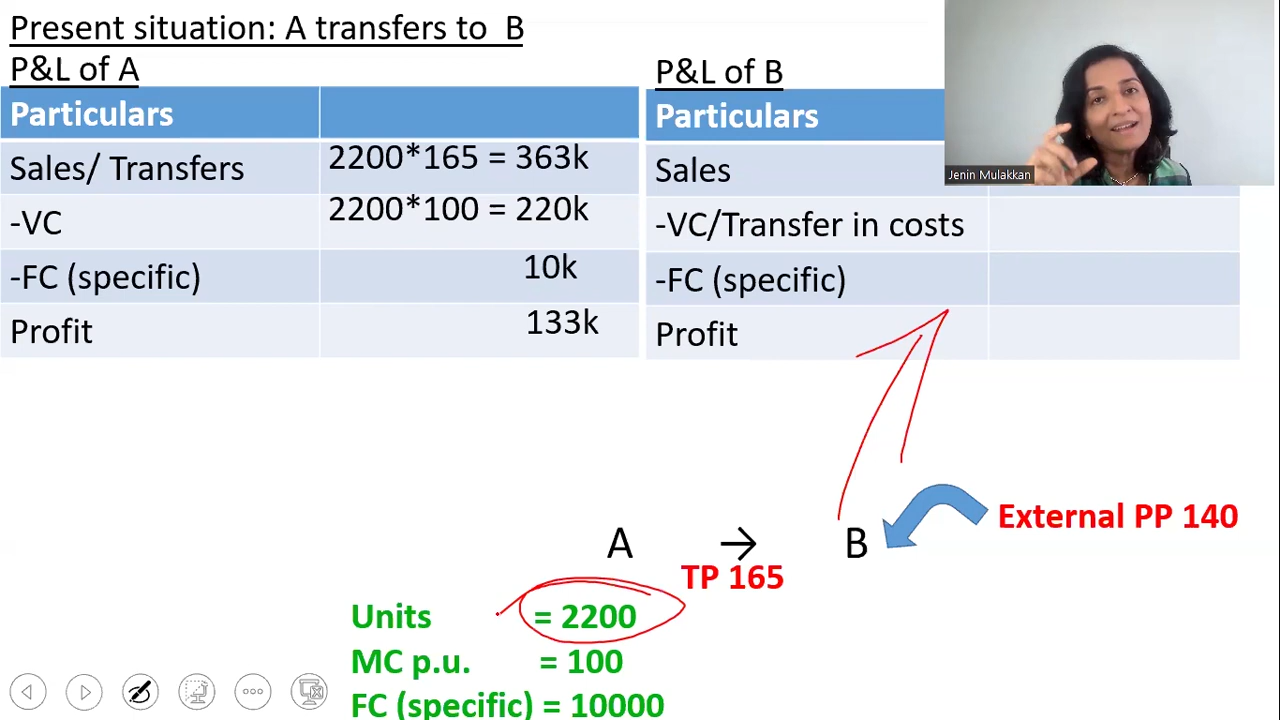 Present situation: A transfers to  B
P&L of A
Particulars
Sales/ Transfers 2200*165 = 363k
-VC 2200*100 = 220k
-FC (specific) 10k
Profit 133k
P&L of B
Particulars
Sales
-VC/Transfer in costs
-FC (specific)
Profit
Jenin Mulakkan
A → B
External PP 140
TP 165
Units = 2200
MC p.u. = 100
FC (specific) = 10000